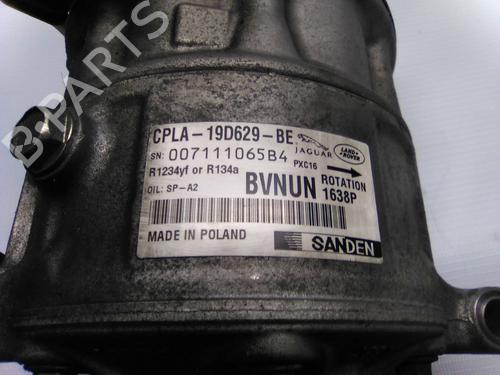 CPLA-19D629-BE
JAGUAR
LAND ROVER
SN: 007111065B4
PXC16
R1234yf or R134a
ROTATION
OIL: SP-A2
BVNUN 1638P
MADE IN POLAND
SANDEN